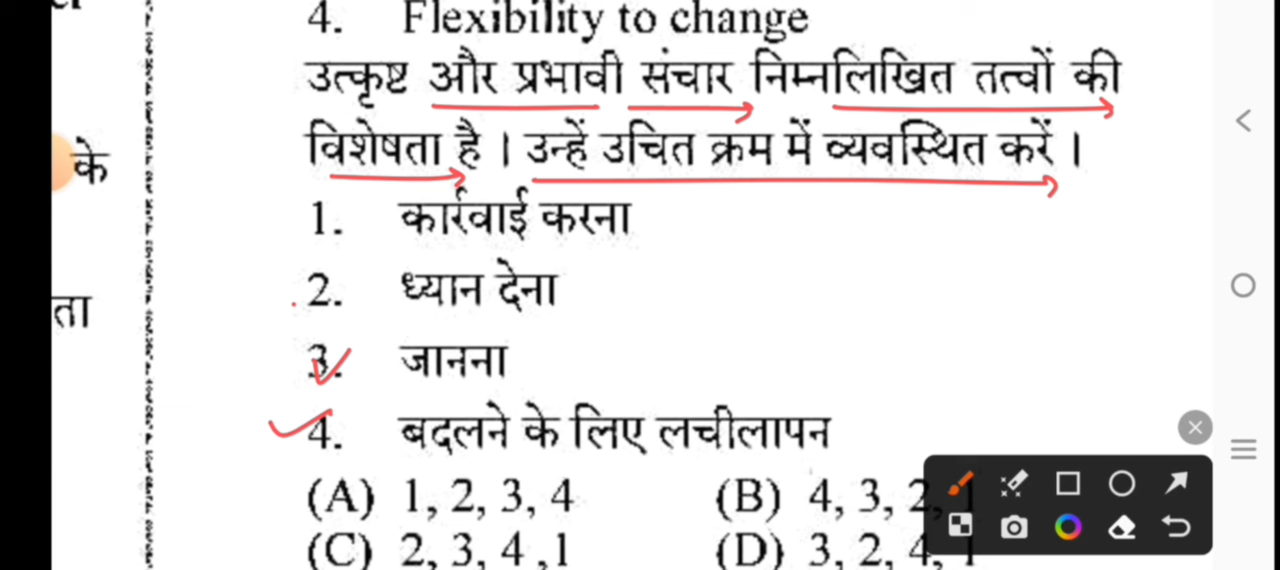 4. Flexibility to change
उत्कृष्ट और प्रभावी संचार निम्नलिखित तत्वों की
विशेषता है । उन्हें उचित क्रम में व्यवस्थित करें ।
1. कार्रवाई करना
2. ध्यान देना
3. जानना
4. बदलने के लिए लचीलापन
(A) 1, 2, 3, 4 (B) 4, 3, 2, 1
(C) 2, 3, 4 ,1 (D) 3, 2, 4, 1
के
ता